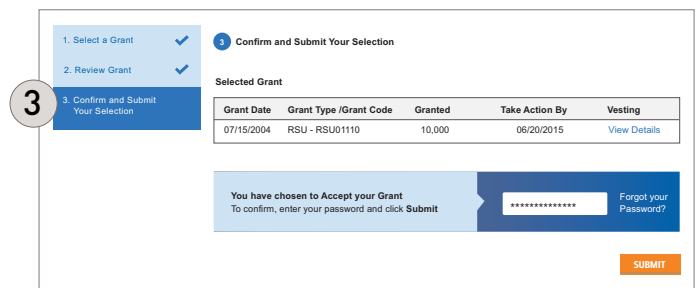 3
1. Select a Grant
2. Review Grant
3. Confirm and Submit
Your Selection
3 Confirm and Submit Your Selection
Selected Grant
Grant Date Grant Type /Grant Code Granted Take Action By Vesting
07/15/2004 RSU - RSU01110 10,000 06/20/2015 View Details
You have chosen to Accept your Grant
To confirm, enter your password and click Submit
**************
Forgot your
Password?
SUBMIT